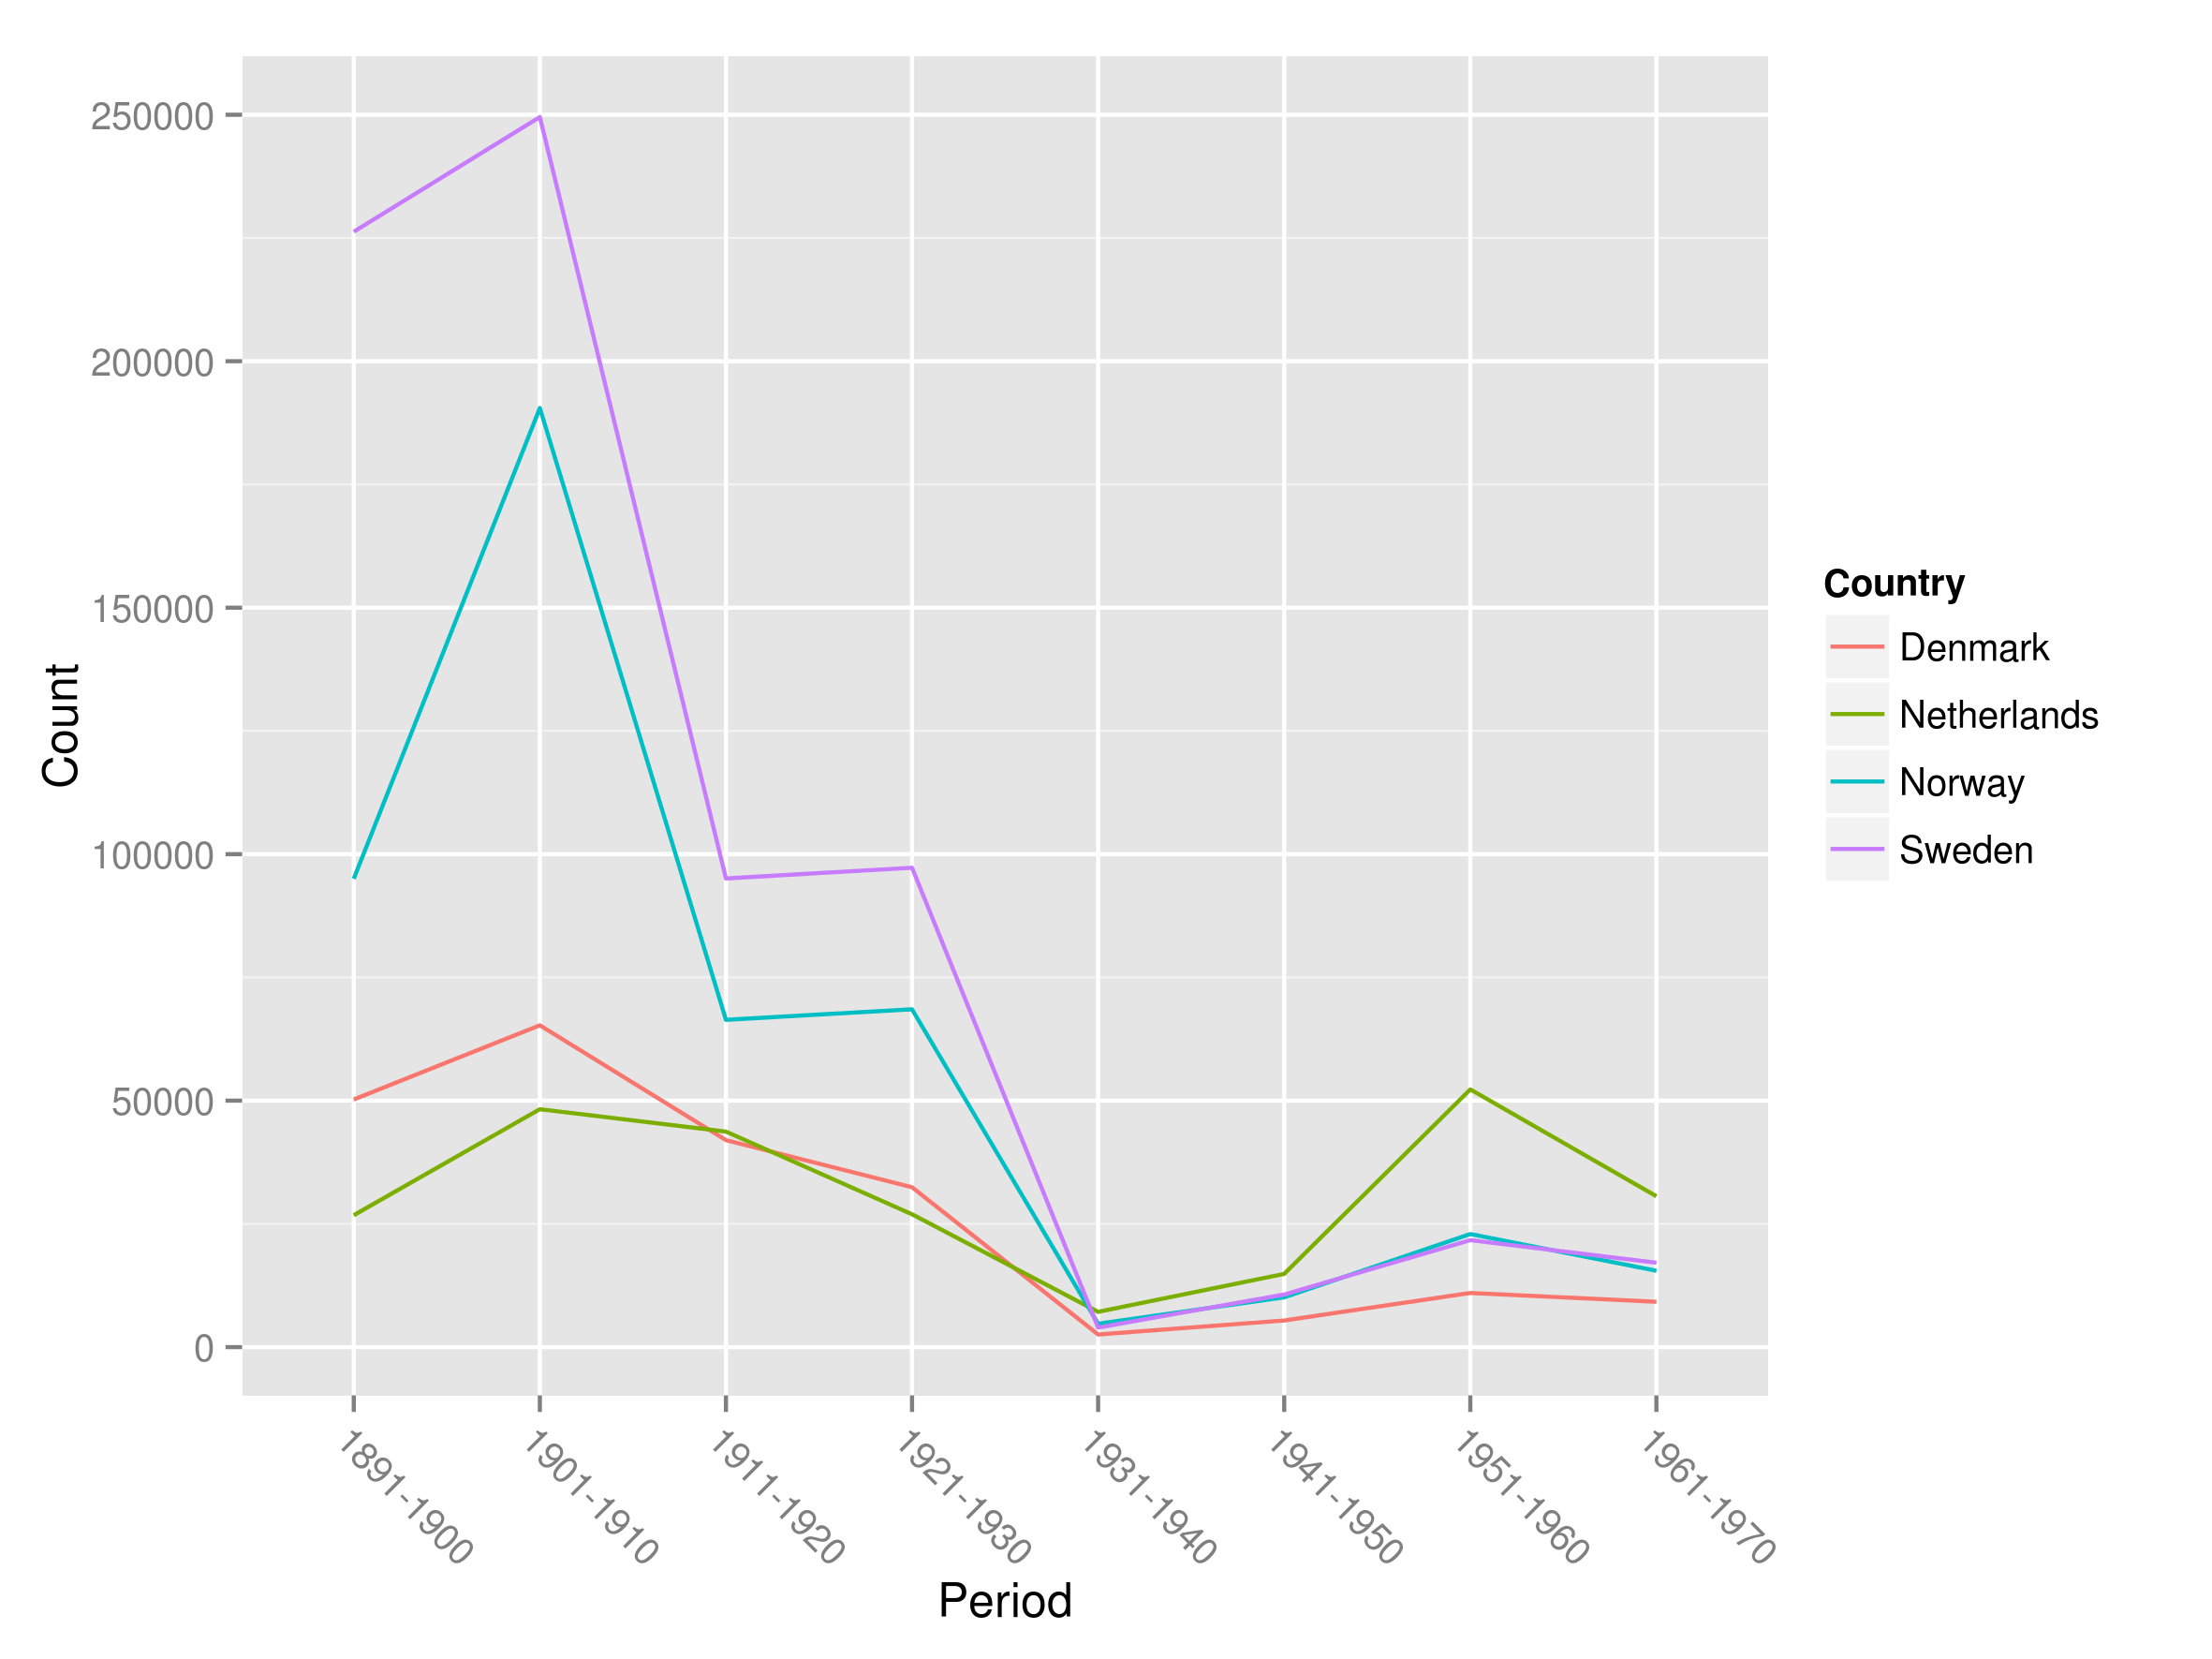 250000
200000
150000
100000
50000
0
Count
1891-1900
1901-1910
1911-1920
1921-1930
1931-1940
1941-1950
1951-1960
1961-1970
Period
Country
Denmark
Netherlands
Norway
Sweden